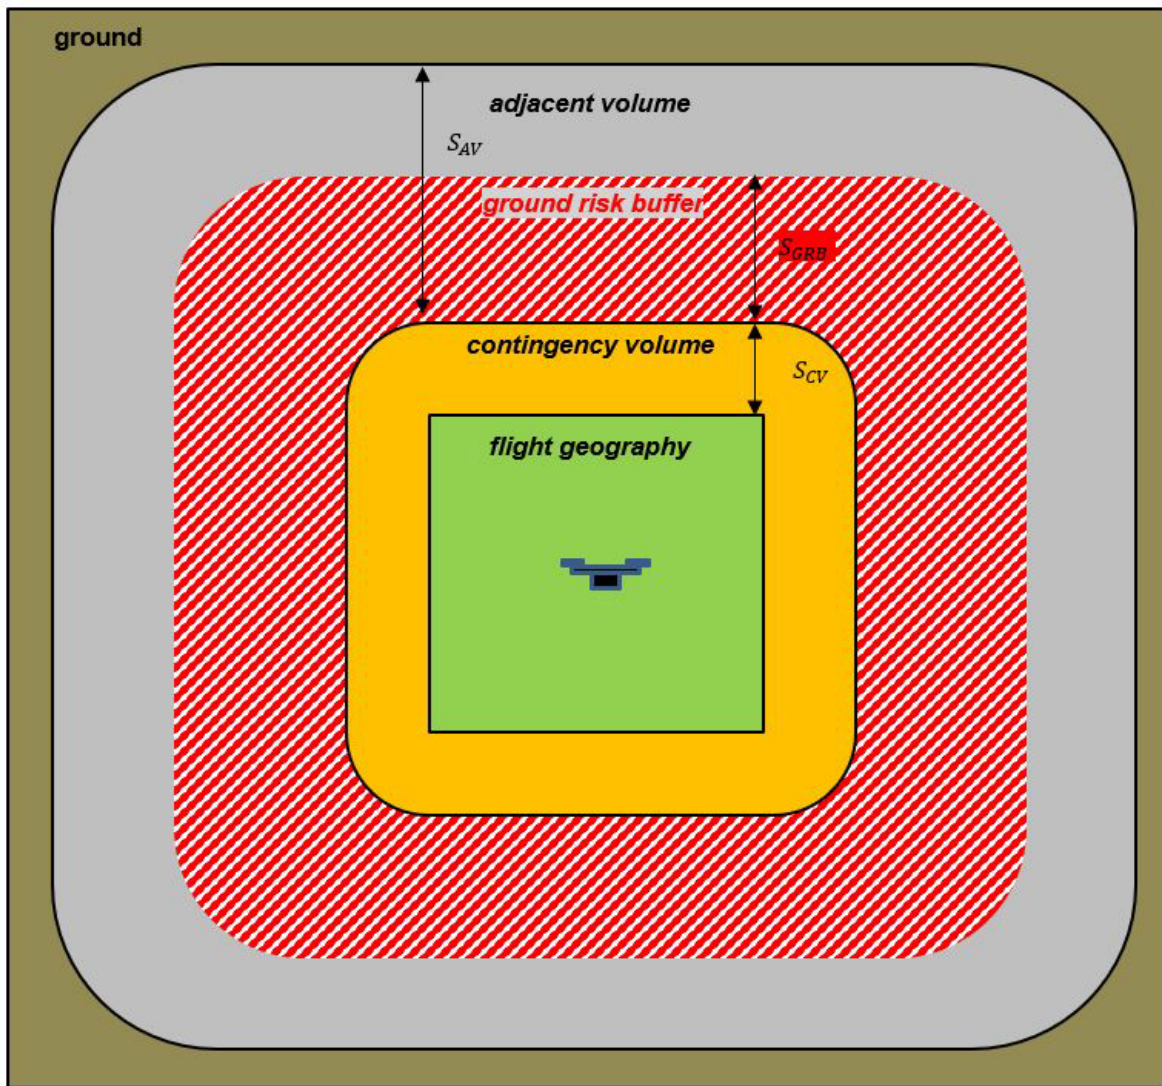 ground
adjacent volume
S_AV
ground risk buffer
S_GRB
contingency volume
S_CV
flight geography